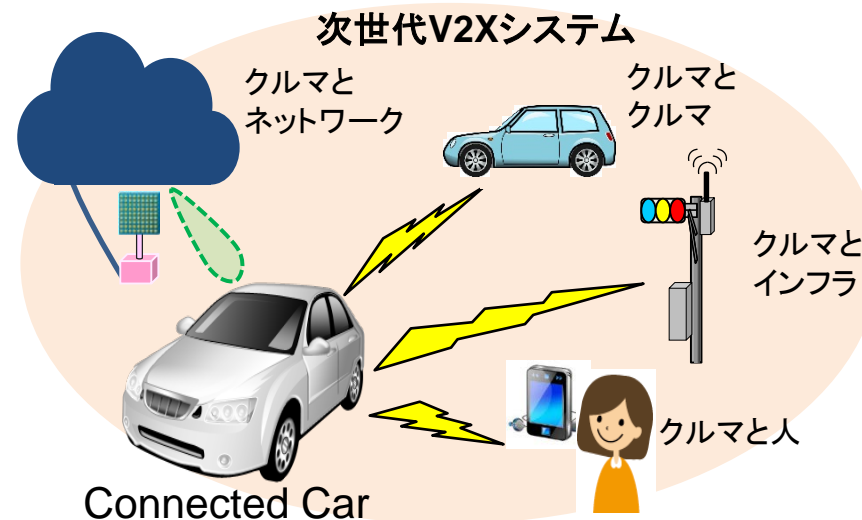 次世代V2Xシステム
クルマと
ネットワーク
クルマと
クルマ
クルマと
インフラ
クルマと人
Connected Car